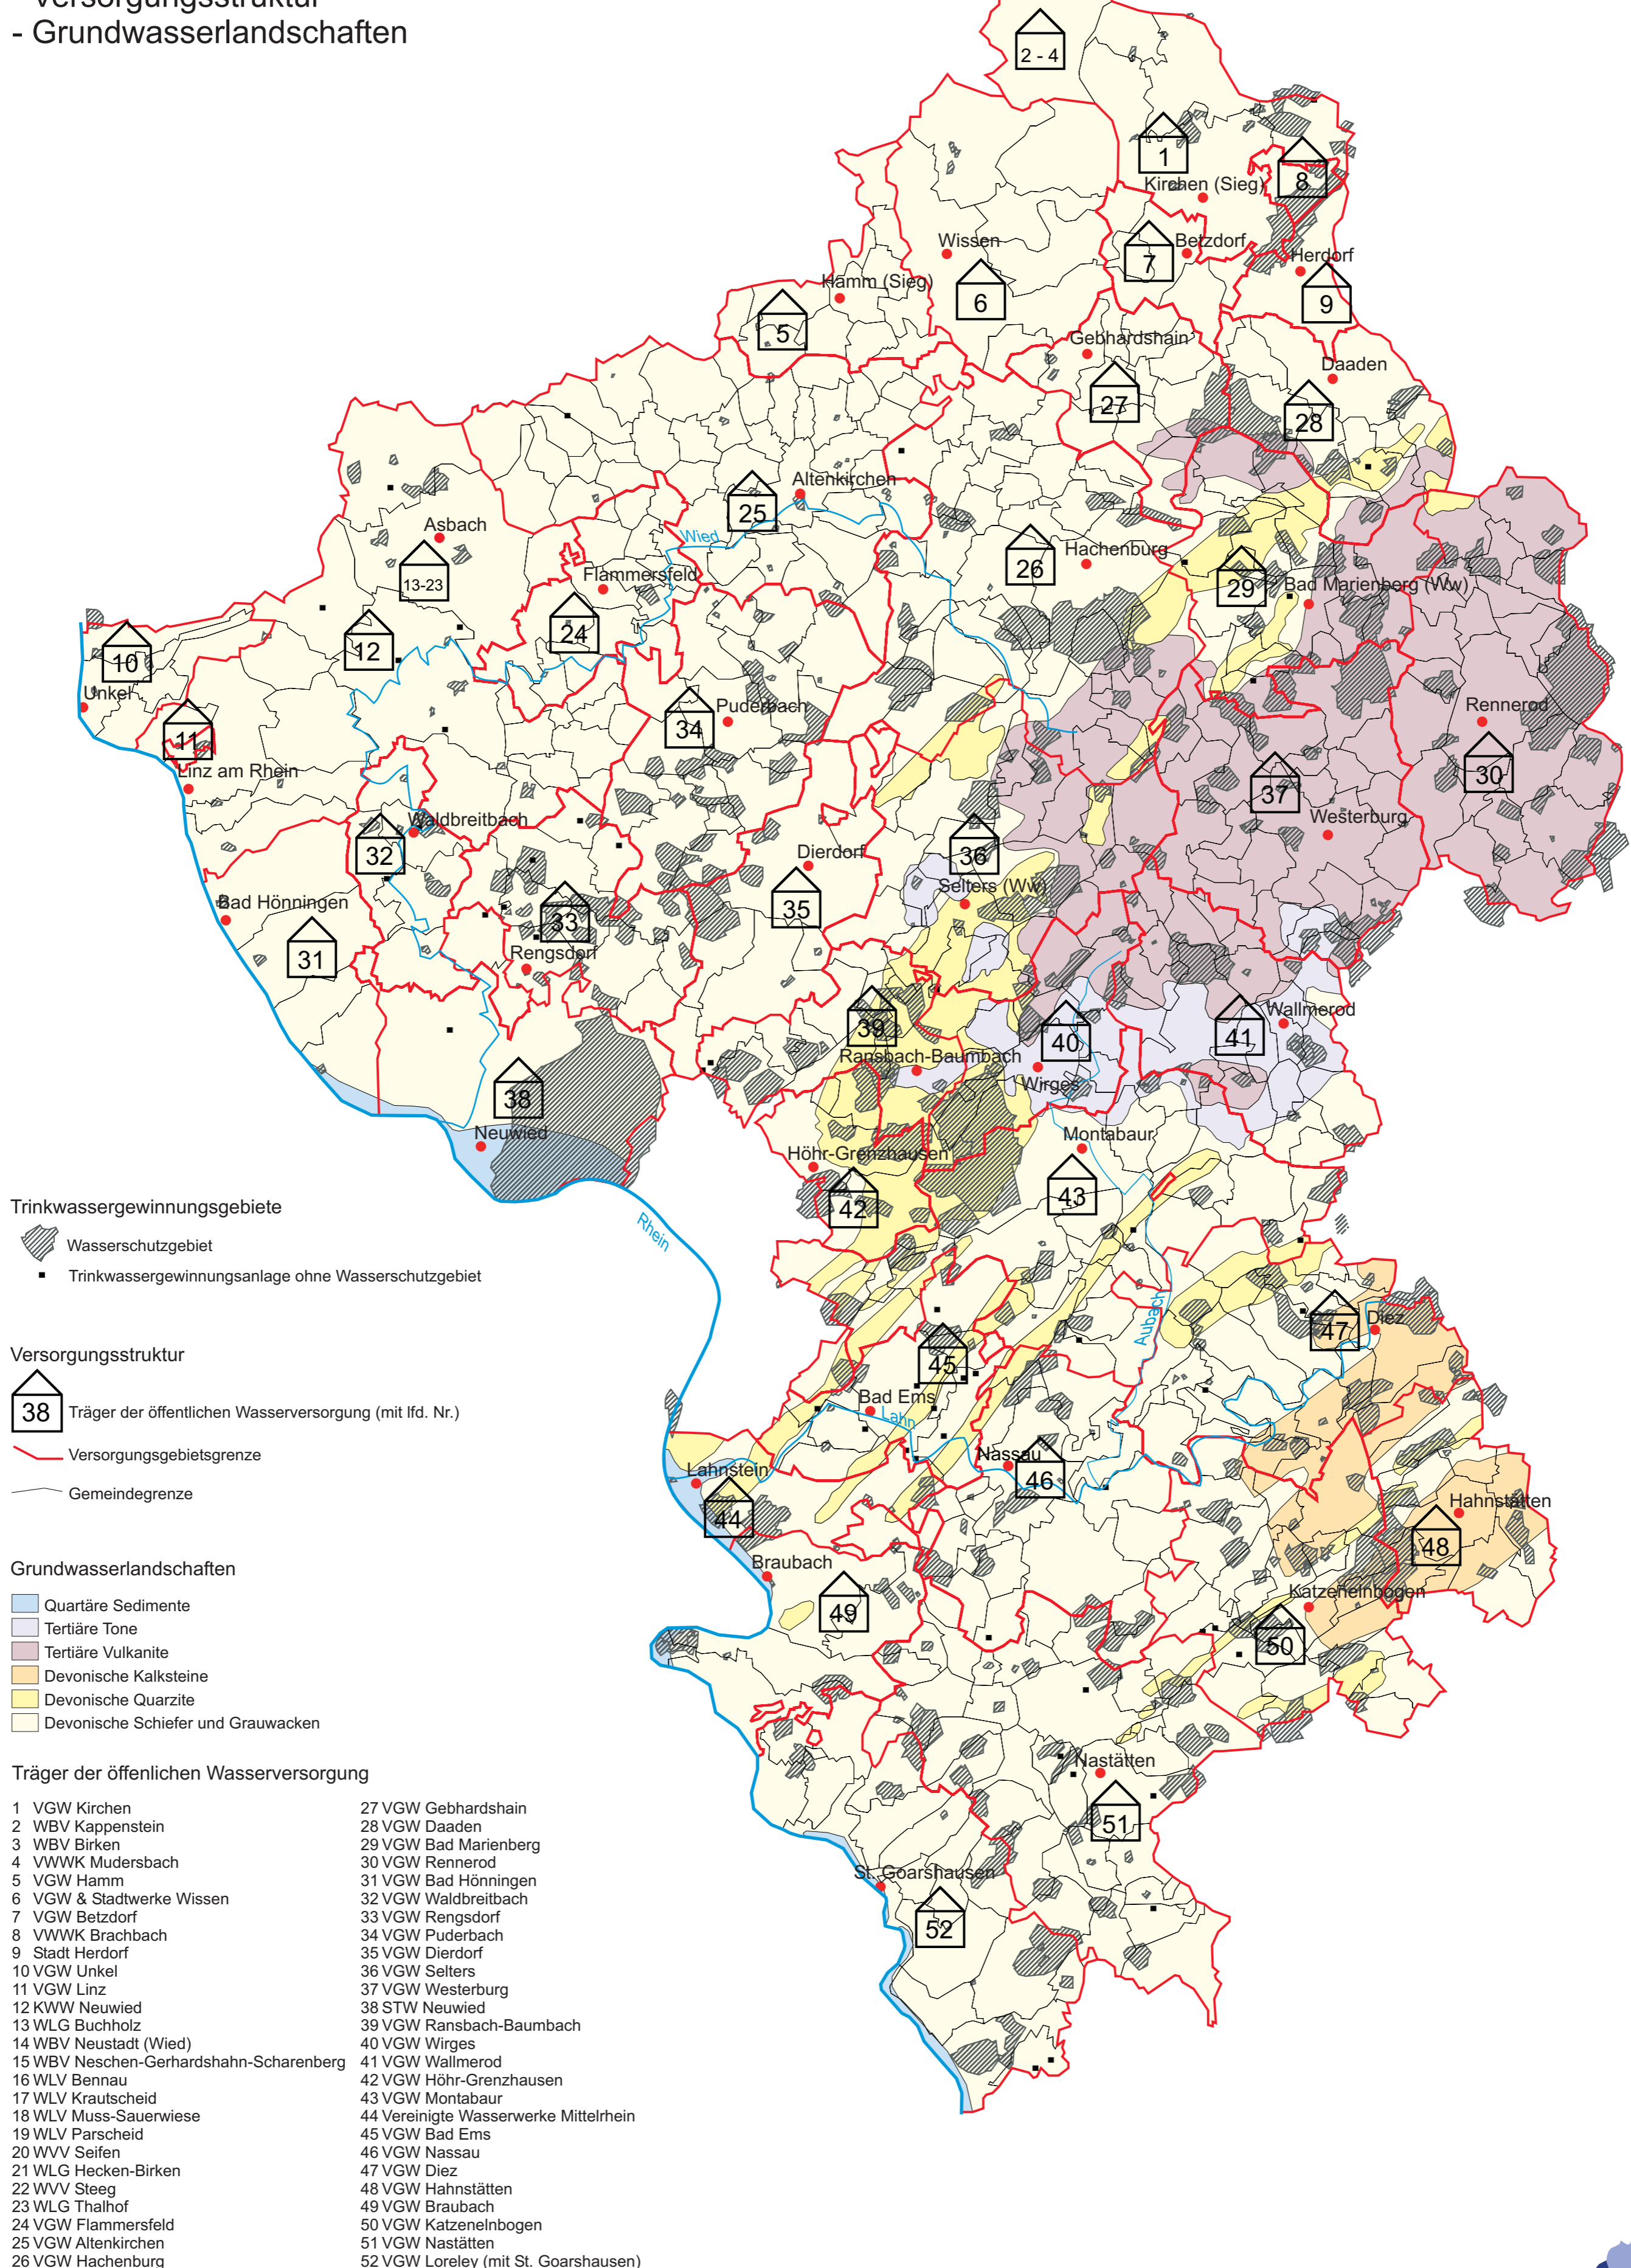 Versorgungsstruktur
- Grundwasserlandschaften
2 - 4
1
Kirchen (Sieg)
8
Wissen
Betzdorf
7
Herdorf
Hamm (Sieg)
6
9
5
Gebhardshain
Daaden
27
28
Altenkirchen
25
Asbach
Wied
Hachenburg
26
13-23
Flammersfeld
29
Bad Marienberg (Ww)
24
12
10
Unkel
Puderbach
Rennerod
34
11
Linz am Rhein
30
37
Waldbreitbach
Westerburg
32
Dierdorf
36
Selters (Ww)
Bad Hönningen
35
33
31
Rengsdorf
Wallmerod
39
40
41
Ransbach-Baumbach
Wirges
38
Neuwied
Montabaur
Höhr-Grenzhausen
43
42
Rhein
Aubach
47
Diez
45
Bad Ems
Lahn
Nassau
46
Lahnstein
44
Hahnstätten
48
Braubach
Katzenelnbogen
49
50
Nastätten
51
St. Goarshausen
52
Trinkwassergewinnungsgebiete
Wasserschutzgebiet
Trinkwassergewinnungsanlage ohne Wasserschutzgebiet
Versorgungsstruktur
38
Träger der öffentlichen Wasserversorgung (mit lfd. Nr.)
Versorgungsgebietsgrenze
Gemeindegrenze
Grundwasserlandschaften
Quartäre Sedimente
Tertiäre Tone
Tertiäre Vulkanite
Devonische Kalksteine
Devonische Quarzite
Devonische Schiefer und Grauwacken
Träger der öffenlichen Wasserversorgung
1 VGW Kirchen
2 WBV Kappenstein
3 WBV Birken
4 VWWK Mudersbach
5 VGW Hamm
6 VGW & Stadtwerke Wissen
7 VGW Betzdorf
8 VWWK Brachbach
9 Stadt Herdorf
10 VGW Unkel
11 VGW Linz
12 KWW Neuwied
13 WLG Buchholz
14 WBV Neustadt (Wied)
15 WBV Neschen-Gerhardshahn-Scharenberg
16 WLV Bennau
17 WLV Krautscheid
18 WLV Muss-Sauerwiese
19 WLV Parscheid
20 WVV Seifen
21 WLG Hecken-Birken
22 WVV Steeg
23 WLG Thalhof
24 VGW Flammersfeld
25 VGW Altenkirchen
26 VGW Hachenburg
27 VGW Gebhardshain
28 VGW Daaden
29 VGW Bad Marienberg
30 VGW Rennerod
31 VGW Bad Hönningen
32 VGW Waldbreitbach
33 VGW Rengsdorf
34 VGW Puderbach
35 VGW Dierdorf
36 VGW Selters
37 VGW Westerburg
38 STW Neuwied
39 VGW Ransbach-Baumbach
40 VGW Wirges
41 VGW Wallmerod
42 VGW Höhr-Grenzhausen
43 VGW Montabaur
44 Vereinigte Wasserwerke Mittelrhein
45 VGW Bad Ems
46 VGW Nassau
47 VGW Diez
48 VGW Hahnstätten
49 VGW Braubach
50 VGW Katzenelnbogen
51 VGW Nastätten
52 VGW Loreley (mit St. Goarshausen)